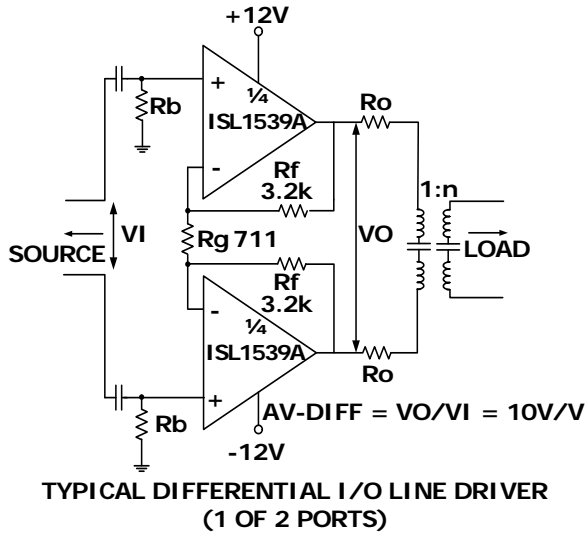 +12V
+
¼
ISL1539A
-
Rb
Ro
Rf
3.2k
1:n
VI
SOURCE
Rg 711
VO
LOAD
Rf
3.2k
-
¼
ISL1539A
+
Ro
Rb
AV-DIFF = VO/VI = 10V/V
-12V
TYPICAL DIFFERENTIAL I/O LINE DRIVER
(1 OF 2 PORTS)